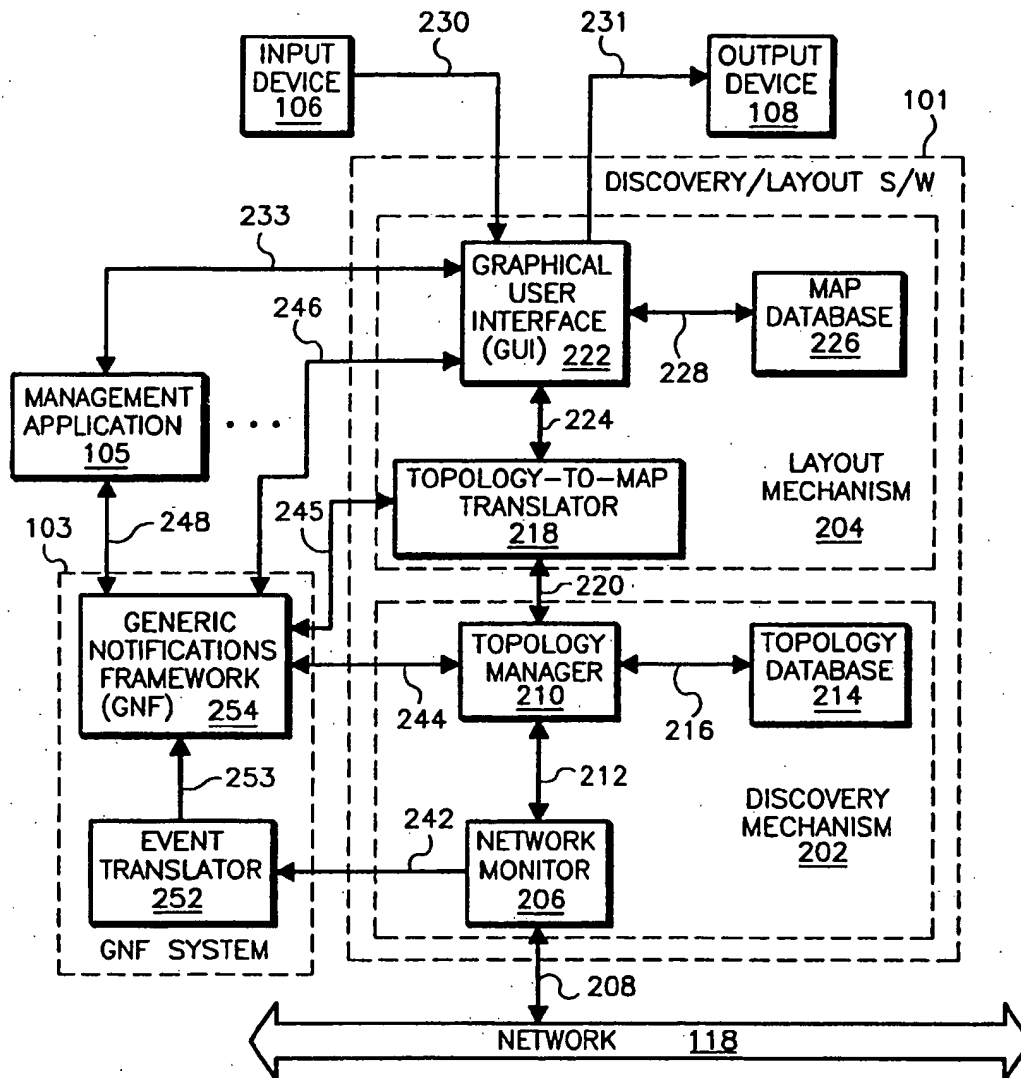 230
231
INPUT
DEVICE
106
OUTPUT
DEVICE
108
101
DISCOVERY/LAYOUT S/W
233
GRAPHICAL
USER
INTERFACE
(GUI) 222
MAP
DATABASE
226
246
228
MANAGEMENT
APPLICATION
105
. . .
224
TOPOLOGY-TO-MAP
TRANSLATOR
218
LAYOUT
MECHANISM
204
245
103
248
220
GENERIC
NOTIFICATIONS
FRAMEWORK
(GNF) 254
TOPOLOGY
MANAGER
210
TOPOLOGY
DATABASE
214
244
216
253
212
242
EVENT
TRANSLATOR
252
NETWORK
MONITOR
206
DISCOVERY
MECHANISM
202
GNF SYSTEM
208
NETWORK 118